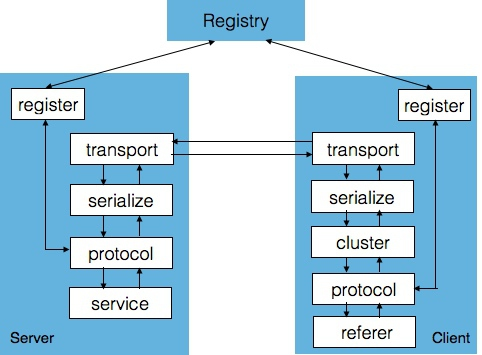 Registry
register
transport
serialize
protocol
service
Server
register
transport
serialize
cluster
protocol
referer
Client